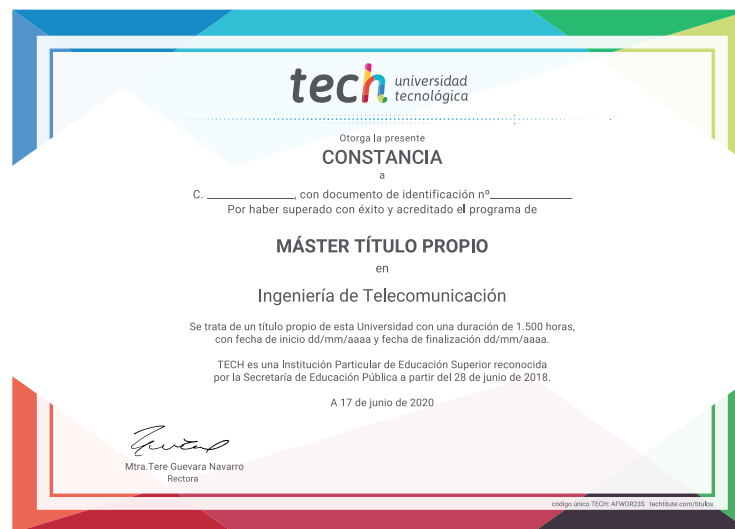 tech universidad
tecnológica
Otorga la presente
CONSTANCIA
a
C. ________________, con documento de identificación nº______________
Por haber superado con éxito y acreditado el programa de
MÁSTER TÍTULO PROPIO
en
Ingeniería de Telecomunicación
Se trata de un título propio de esta Universidad con una duración de 1.500 horas,
con fecha de inicio dd/mm/aaaa y fecha de finalización dd/mm/aaaa.
TECH es una Institución Particular de Educación Superior reconocida
por la Secretaría de Educación Pública a partir del 28 de junio de 2018.
A 17 de junio de 2020
Mtra.Tere Guevara Navarro
Rectora
código único TECH: AFWOR23S techtitute.com/titulos